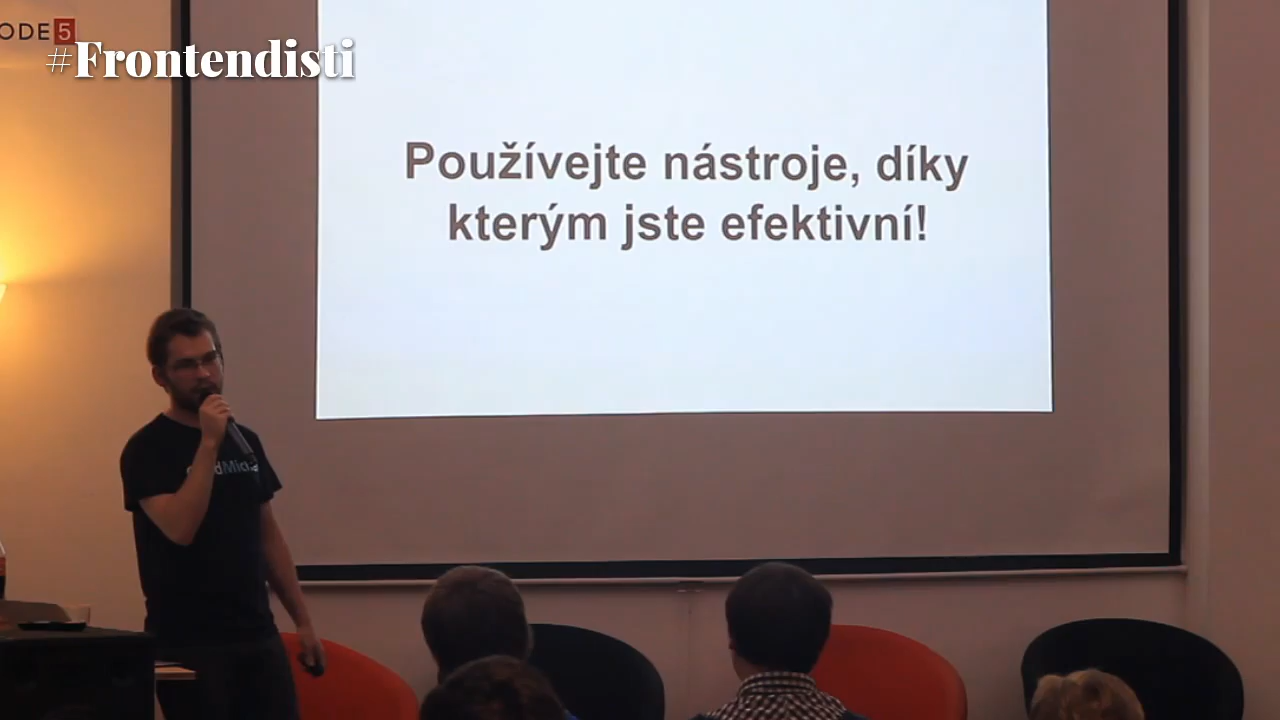 ODE5
#Frontendisti
Používejte nástroje, díky
kterým jste efektivní!